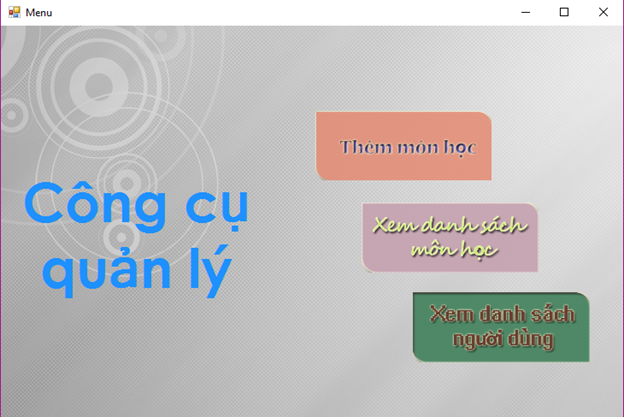 Menu
Công cụ
quản lý
Thêm môn học
Xem danh sách
môn học
Xem danh sách
người dùng